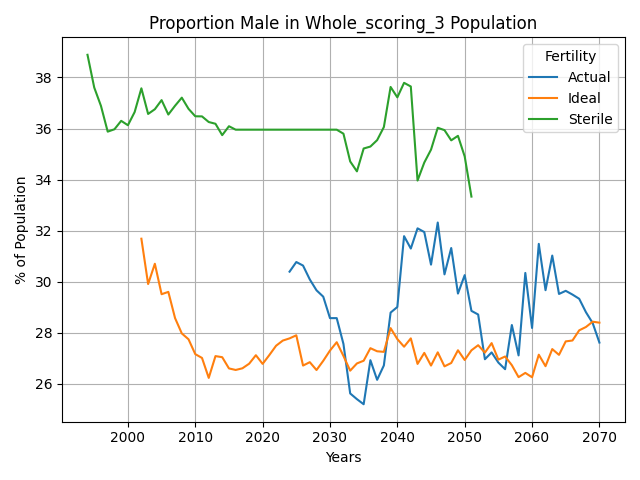 Proportion Male in Whole_scoring_3 Population
Fertility
Actual
Ideal
Sterile
% of Population
38
36
34
32
30
28
26
2000 2010 2020 2030 2040 2050 2060 2070
Years